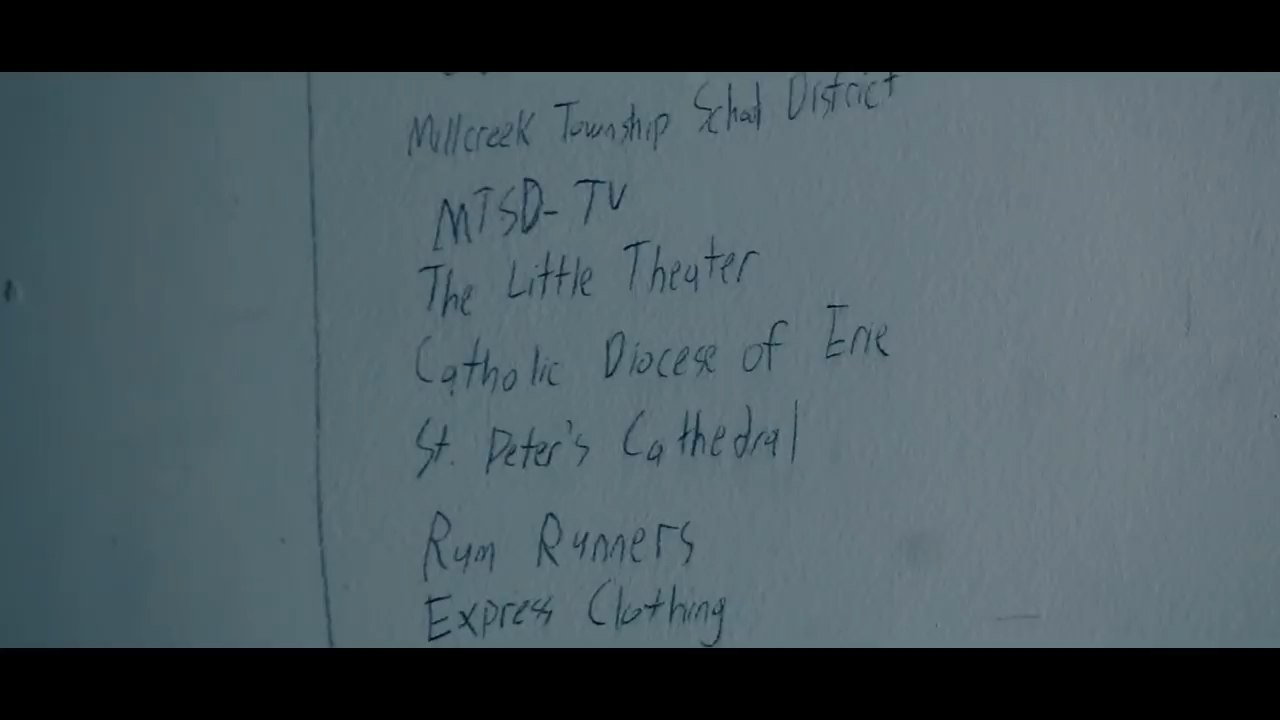 Millcreek Township School District
MTSD-TV
The Little Theater
Catholic Diocese of Erie
St. Peter's Cathedral
Rum Runners
Express Clothing